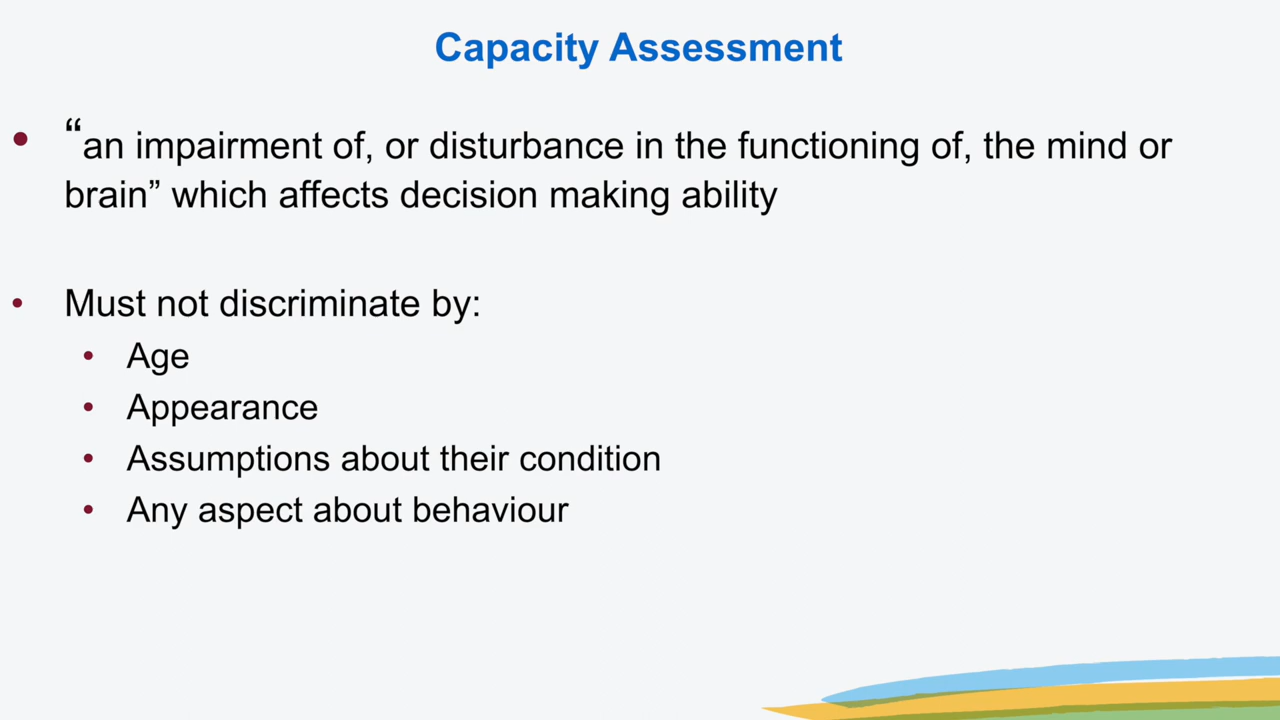 Capacity Assessment
• “an impairment of, or disturbance in the functioning of, the mind or
brain” which affects decision making ability
• Must not discriminate by:
• Age
• Appearance
• Assumptions about their condition
• Any aspect about behaviour